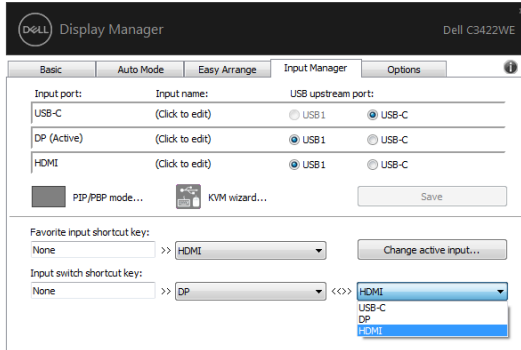 DELL Display Manager Dell C3422WE
Basic Auto Mode Easy Arrange Input Manager Options
Input port: Input name: USB upstream port:
USB-C (Click to edit) USB1 USB-C
DP (Active) (Click to edit) USB1 USB-C
HDMI (Click to edit) USB1 USB-C
PIP/PBP mode... KVM wizard... Save
Favorite input shortcut key:
None >> HDMI Change active input...
Input switch shortcut key:
None >> DP <<>> HDMI
USB-C
DP
HDMI